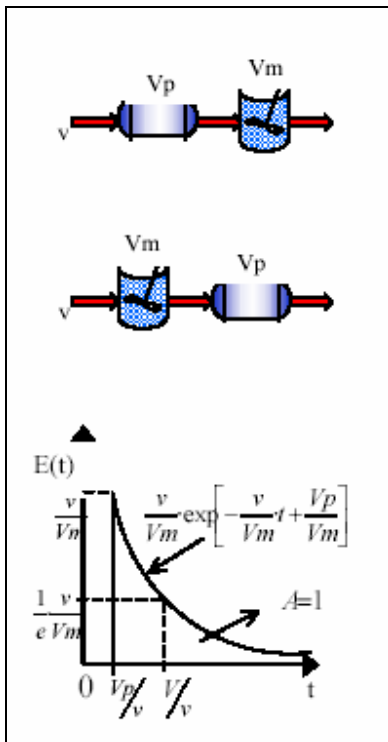 Vp
Vm
v
Vm
Vp
v
E(t)
v/Vm
v/Vm·exp[-v/Vm·t+Vp/Vm]
1/e v/Vm
A=1
0 Vp/v V/v t